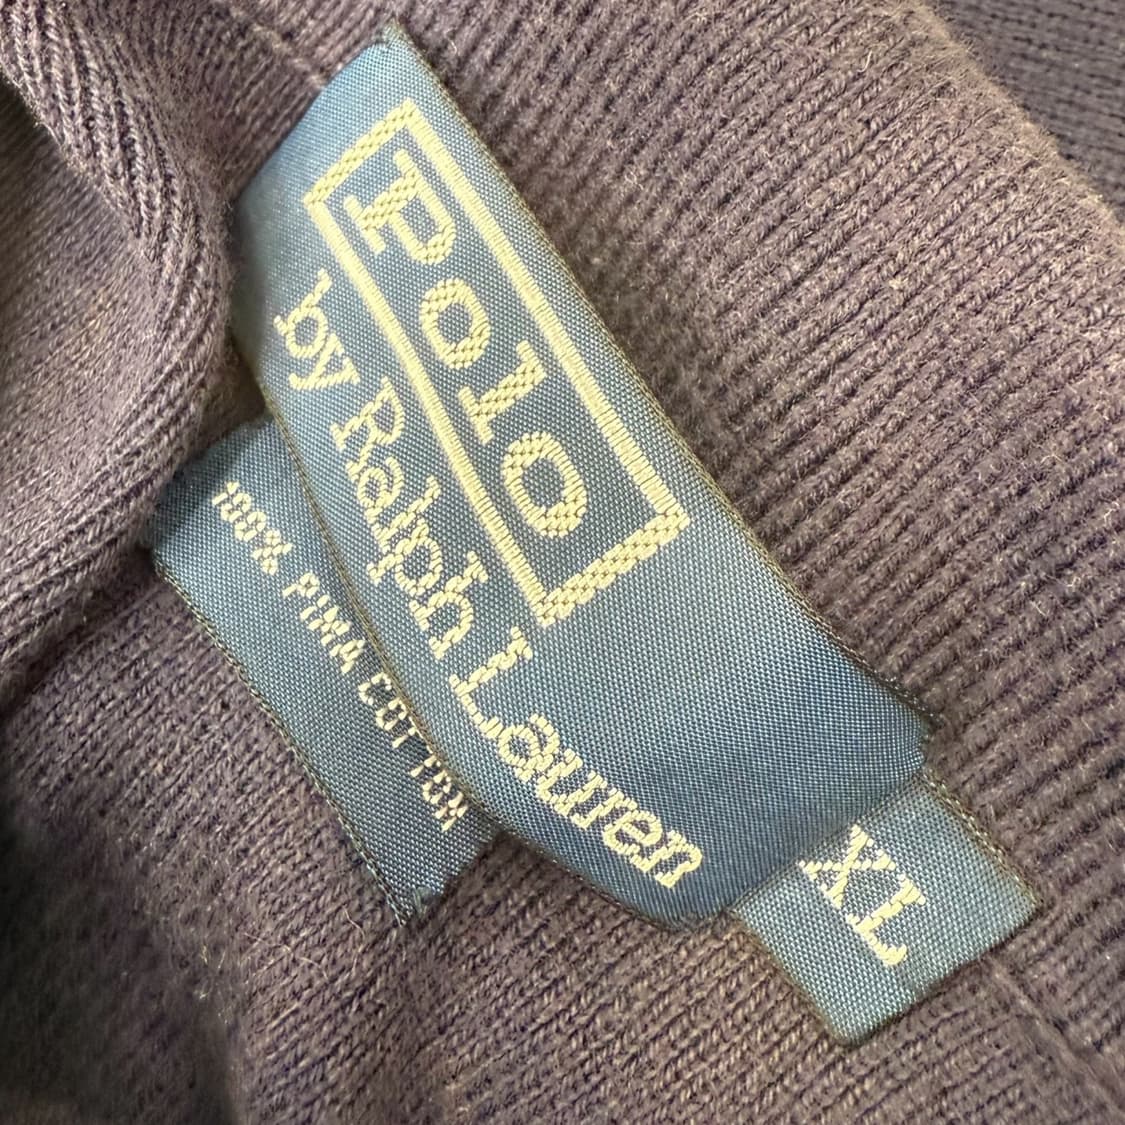 Polo
by Ralph Lauren
100% PIMA COTTON
XL